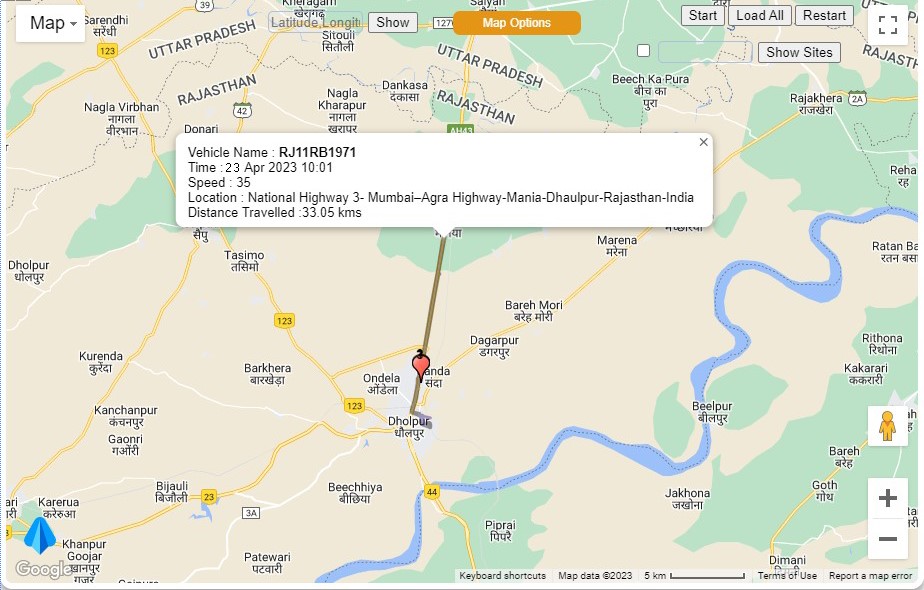 Map
Latitude,Longit
Show
Map Options
Start
Load All
Restart
Show Sites
Sarendhi
सरेंधी
39
Kheragarh
खेरागढ़
Saiyan
127
Sitouli
सितौली
123
UTTAR PRADESH
UTTAR PRADESH
RAJASTHAN
RAJASTHAN
RAJASTH
Dankasa
दंकासा
Beech Ka Pura
बीच का
पुरा
Nagla Virbhan
नागला
वीरभान
42
Nagla
Kharapur
नागला
खरापर
Rajakhera
राजखेरा
2A
Donari
AH43
Vehicle Name : RJ11RB1971
Time : 23 Apr 2023 10:01
Speed : 35
Location : National Highway 3- Mumbai–Agra Highway-Mania-Dhaulpur-Rajasthan-India
Distance Travelled :33.05 kms
Reha
रह
सैंपु
Dholpur
धौलपुर
Tasimo
तसिमो
Marena
मरेना
Ratan Ba
रतन बसा
123
Bareh Mori
बरेह मोरी
Dagarpur
डगरपुर
Rithona
रिथोना
Kurenda
कुरेंदा
Barkhera
बारखेड़ा
Ondela
ओंडेला
anda
संदा
Kakarari
ककरारी
Kanchanpur
कंचनपुर
123
Dholpur
धौलपुर
Beelpur
बीलपुर
Gaonri
गओंरी
Bareh
बरेह
Bijauli
बिजौली
23
Beechhiya
बीछिया
44
Jakhona
जखोना
Goth
गोथ
Karerua
करेरुआ
3A
Piprai
पिपरै
Khanpur
Goojar
खानपुर
गूजर
Patewari
पटवारी
Dimani
Google
Keyboard shortcuts
Map data ©2023
5 km
Terms of Use
Report a map error